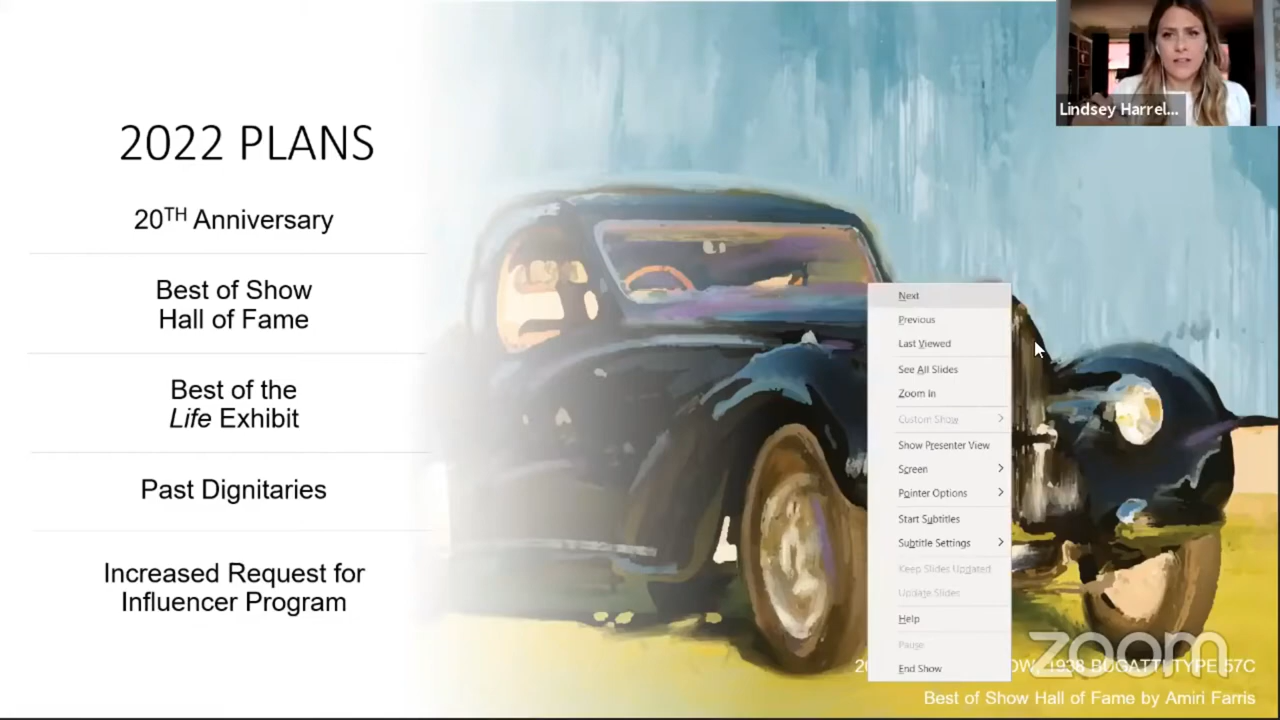 Lindsey Harrel...
2022 PLANS
20TH Anniversary
Best of Show
Hall of Fame
Best of the
Life Exhibit
Past Dignitaries
Increased Request for
Influencer Program
Next
Previous
Last Viewed
See All Slides
Zoom In
Custom Show
Show Presenter View
Screen
Pointer Options
Start Subtitles
Subtitle Settings
Keep Slides Updated
Update Slides
Help
Pause
End Show
zoom
1938 BUGATTI TYPE 57C
Best of Show Hall of Fame by Amiri Farris